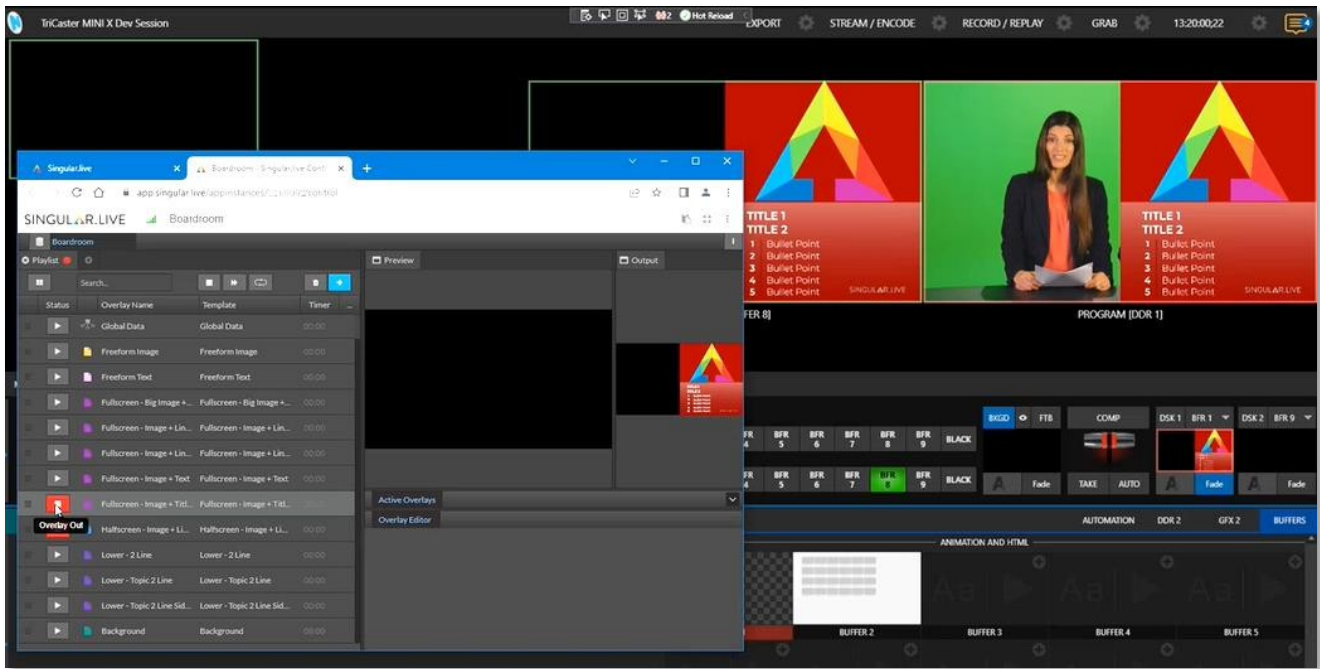 TriCaster MINI X Dev Session
2
Hot Reload
EXPORT
STREAM / ENCODE
RECORD / REPLAY
GRAB
13:20:00;22
4
Singular.live
Boardroom - Singular.live Cont
app.singular.live/appinstances/
SINGULAR.LIVE
Boardroom
Boardroom
Playlist
Preview
Output
Search...
Status
Overlay Name
Template
Timer
Global Data
Global Data
00:00
Freeform Image
Freeform Image
00:00
Freeform Text
Freeform Text
00:00
Fullscreen - Big Image +...
Fullscreen - Big Image +...
00:00
Fullscreen - Image + Lin...
Fullscreen - Image + Lin...
00:00
Fullscreen - Image + Lin...
Fullscreen - Image + Lin...
00:00
Fullscreen - Image + Text
Fullscreen - Image + Text
00:00
Fullscreen - Image + Titl...
Fullscreen - Image + Titl...
00:00
Overlay Out
Halfscreen - Image + Li...
Halfscreen - Image + Li...
00:00
Lower - 2 Line
Lower - 2 Line
00:00
Lower - Topic 2 Line
Lower - Topic 2 Line
00:00
Lower - Topic 2 Line Sid...
Lower - Topic 2 Line Sid...
00:00
Background
Background
00:00
Active Overlays
Overlay Editor
TITLE 1
TITLE 2
1 Bullet Point
2 Bullet Point
3 Bullet Point
4 Bullet Point
5 Bullet Point
SINGULAR.LIVE
TITLE 1
TITLE 2
1 Bullet Point
2 Bullet Point
3 Bullet Point
4 Bullet Point
5 Bullet Point
SINGULAR.LIVE
FER 8]
PROGRAM [DDR 1]
BKGD
FTB
COMP
DSK 1
BFR 1
DSK 2
BFR 9
FR 4
BFR 5
BFR 6
BFR 7
BFR 8
BFR 9
BLACK
FR 4
BFR 5
BFR 6
BFR 7
BFR 8
BFR 9
BLACK
A
Fade
TAKE
AUTO
A
Fade
A
Fade
AUTOMATION
DDR 2
GFX 2
BUFFERS
ANIMATION AND HTML
Aa
Aa
1
BUFFER 2
BUFFER 3
BUFFER 4
BUFFER 5